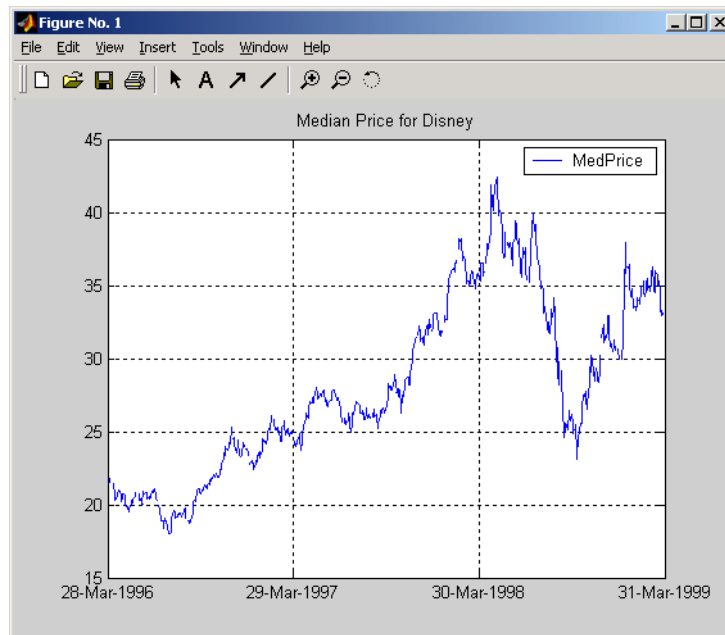 Figure No. 1
File Edit View Insert Tools Window Help
A
Median Price for Disney
MedPrice
45
40
35
30
25
20
15
28-Mar-1996 29-Mar-1997 30-Mar-1998 31-Mar-1999